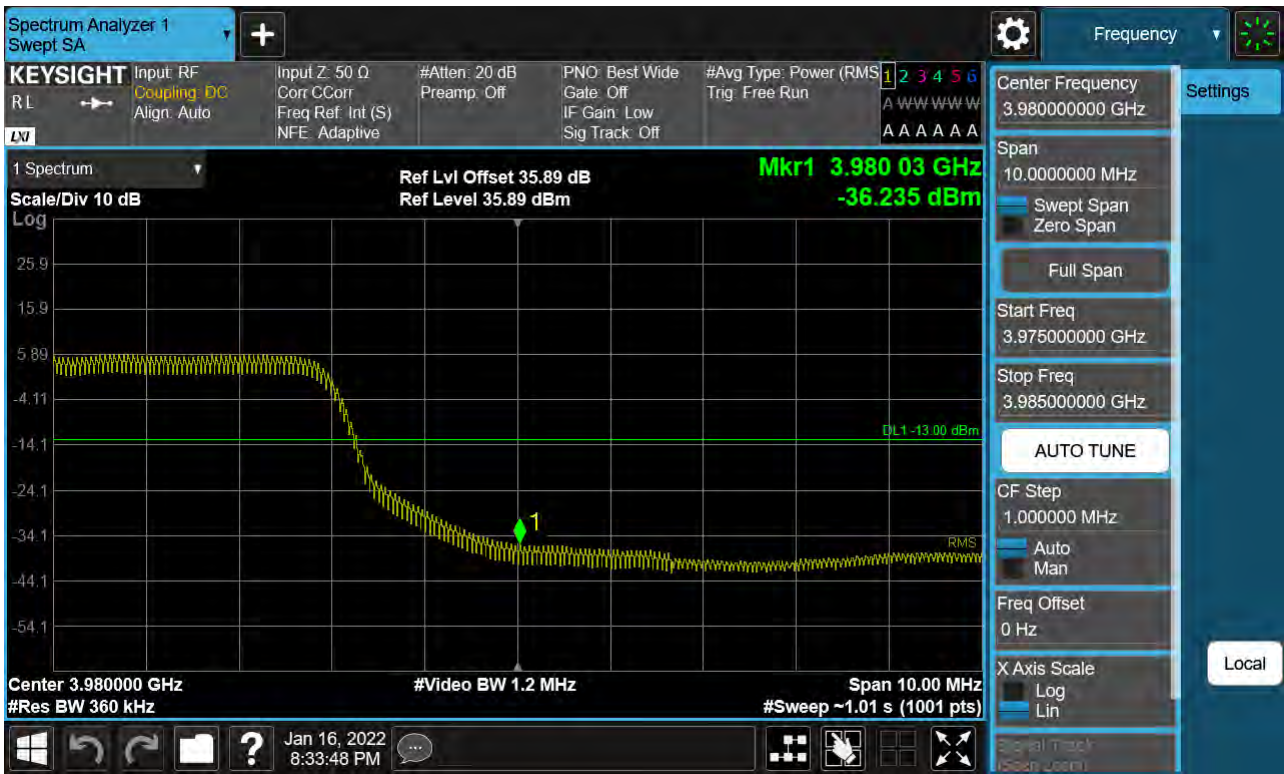 Spectrum Analyzer 1
Swept SA
Frequency
KEYSIGHT
RL
LXI
Input: RF
Coupling: DC
Align: Auto
Input Z: 50 Ω
Corr CCorr
Freq Ref: Int (S)
NFE: Adaptive
#Atten: 20 dB
Preamp: Off
PNO: Best Wide
Gate: Off
IF Gain: Low
Sig Track: Off
#Avg Type: Power (RMS
Trig: Free Run
1 2 3 4 5 6
A W W W W W
A A A A A A
1 Spectrum
Scale/Div 10 dB
Ref Lvl Offset 35.89 dB
Ref Level 35.89 dBm
Mkr1 3.980 03 GHz
-36.235 dBm
Log
25.9
15.9
5.89
-4.11
-14.1
-24.1
-34.1
-44.1
-54.1
DL1 -13.00 dBm
1
RMS
Center 3.980000 GHz
#Res BW 360 kHz
#Video BW 1.2 MHz
Span 10.00 MHz
#Sweep ~1.01 s (1001 pts)
Center Frequency
3.980000000 GHz
Span
10.0000000 MHz
Swept Span
Zero Span
Full Span
Start Freq
3.975000000 GHz
Stop Freq
3.985000000 GHz
AUTO TUNE
CF Step
1.000000 MHz
Auto
Man
Freq Offset
0 Hz
X Axis Scale
Log
Lin
Signal Track
(Span Zoom)
Settings
Local
?
Jan 16, 2022
8:33:48 PM